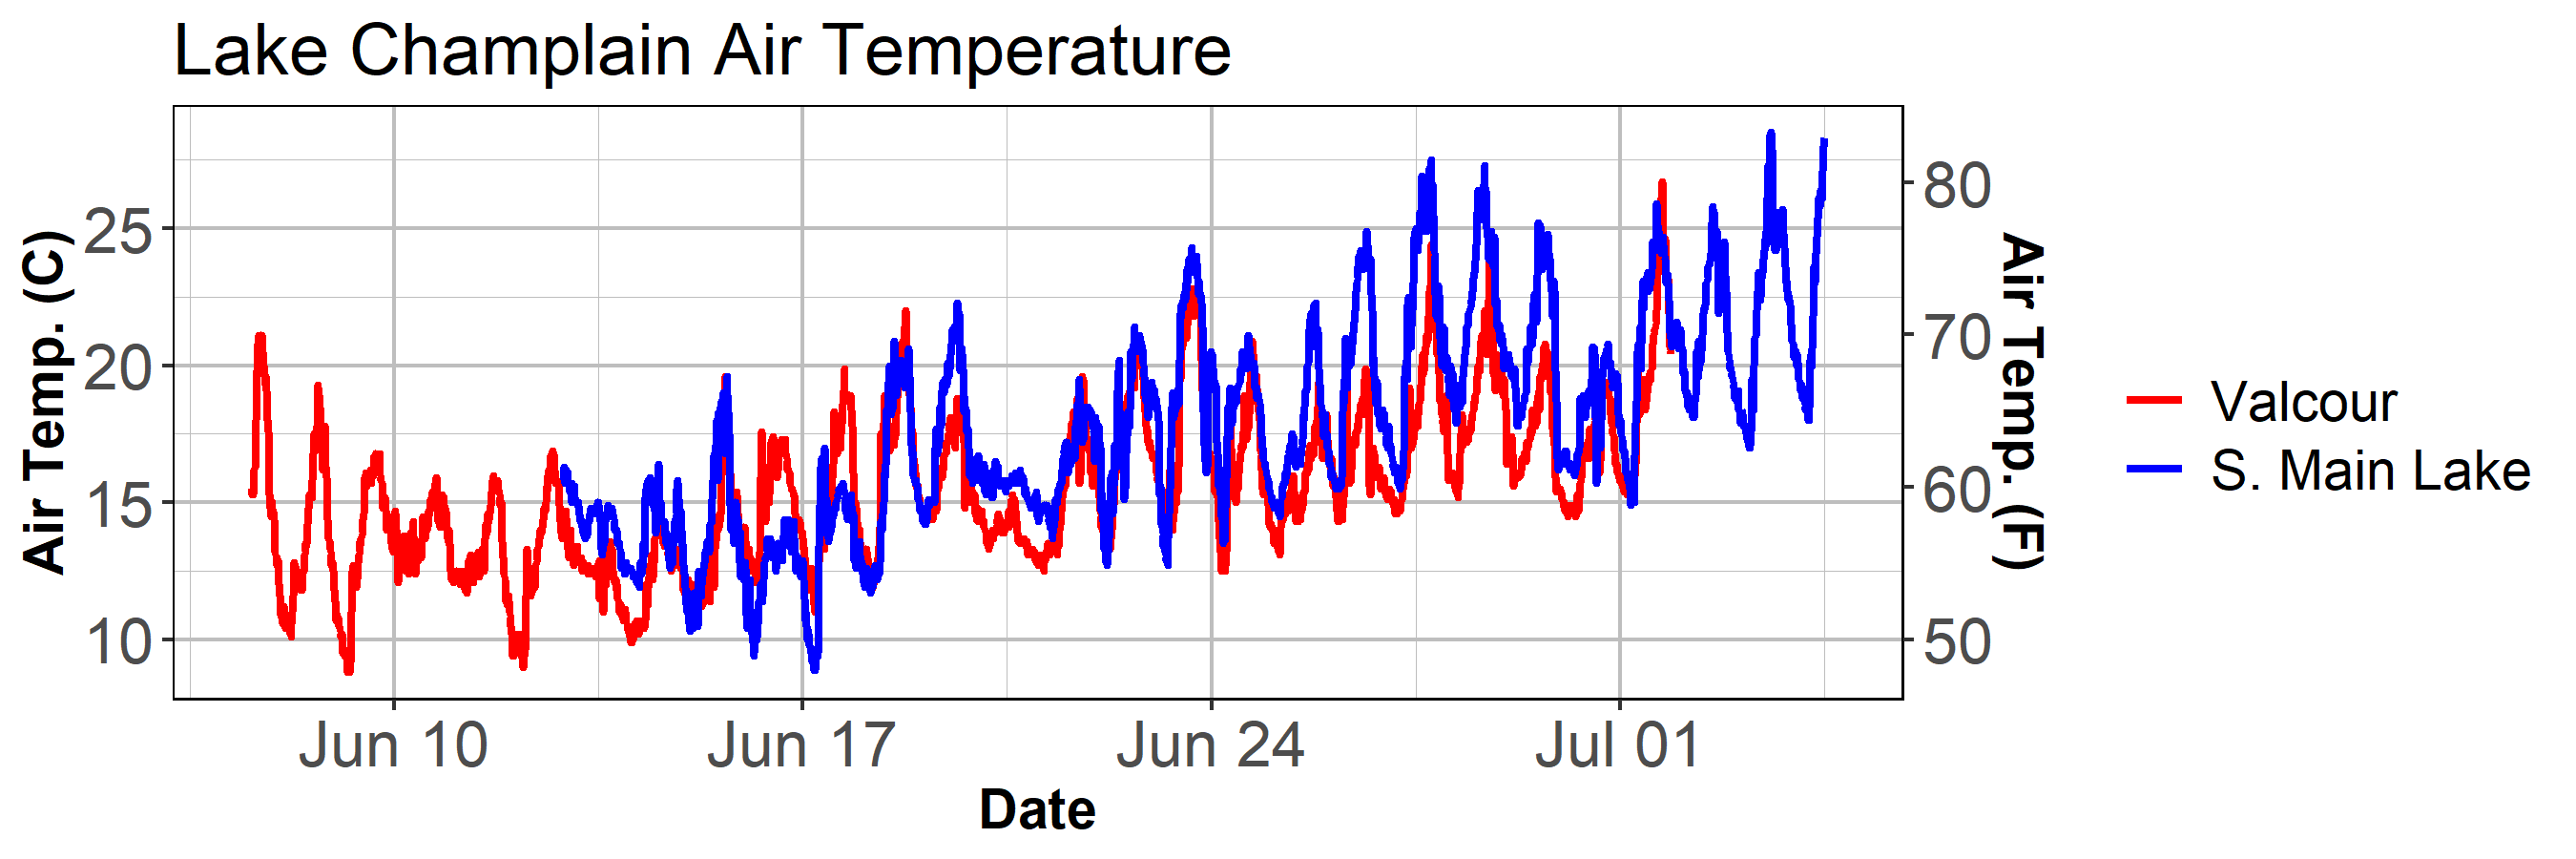 Lake Champlain Air Temperature
Air Temp. (C)
25
20
15
10
80
70
60
50
Air Temp. (F)
Jun 10
Jun 17
Jun 24
Jul 01
Date
Valcour
S. Main Lake